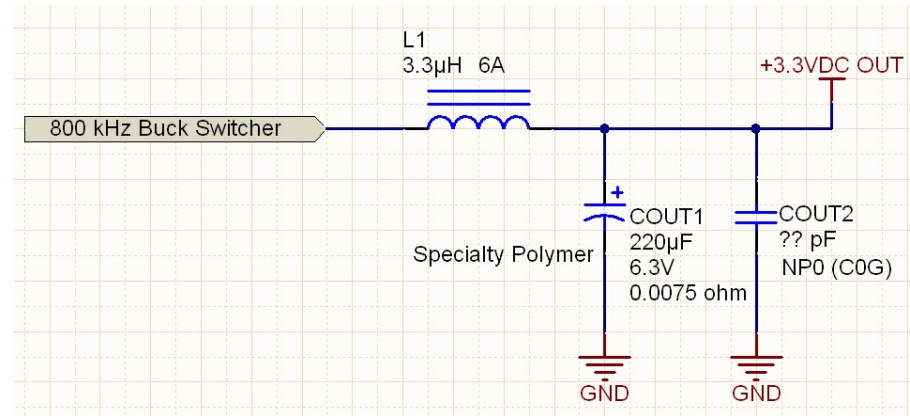 L1
3.3µH 6A
+3.3VDC OUT
800 kHz Buck Switcher
+
COUT1
220µF
6.3V
0.0075 ohm
Specialty Polymer
COUT2
?? pF
NP0 (C0G)
GND
GND